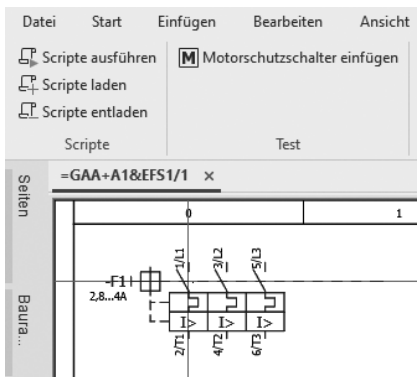 Datei Start Einfügen Bearbeiten Ansicht
Scripte ausführen M Motorschutzschalter einfügen
Scripte laden
Scripte entladen
Scripte Test
=GAA+A1&EFS1/1 ×
Seiten
Baura...
0 1
1/L1 3/L2 5/L3
-F1
2,8...4A
I> I> I>
2/T1 4/T2 6/T3